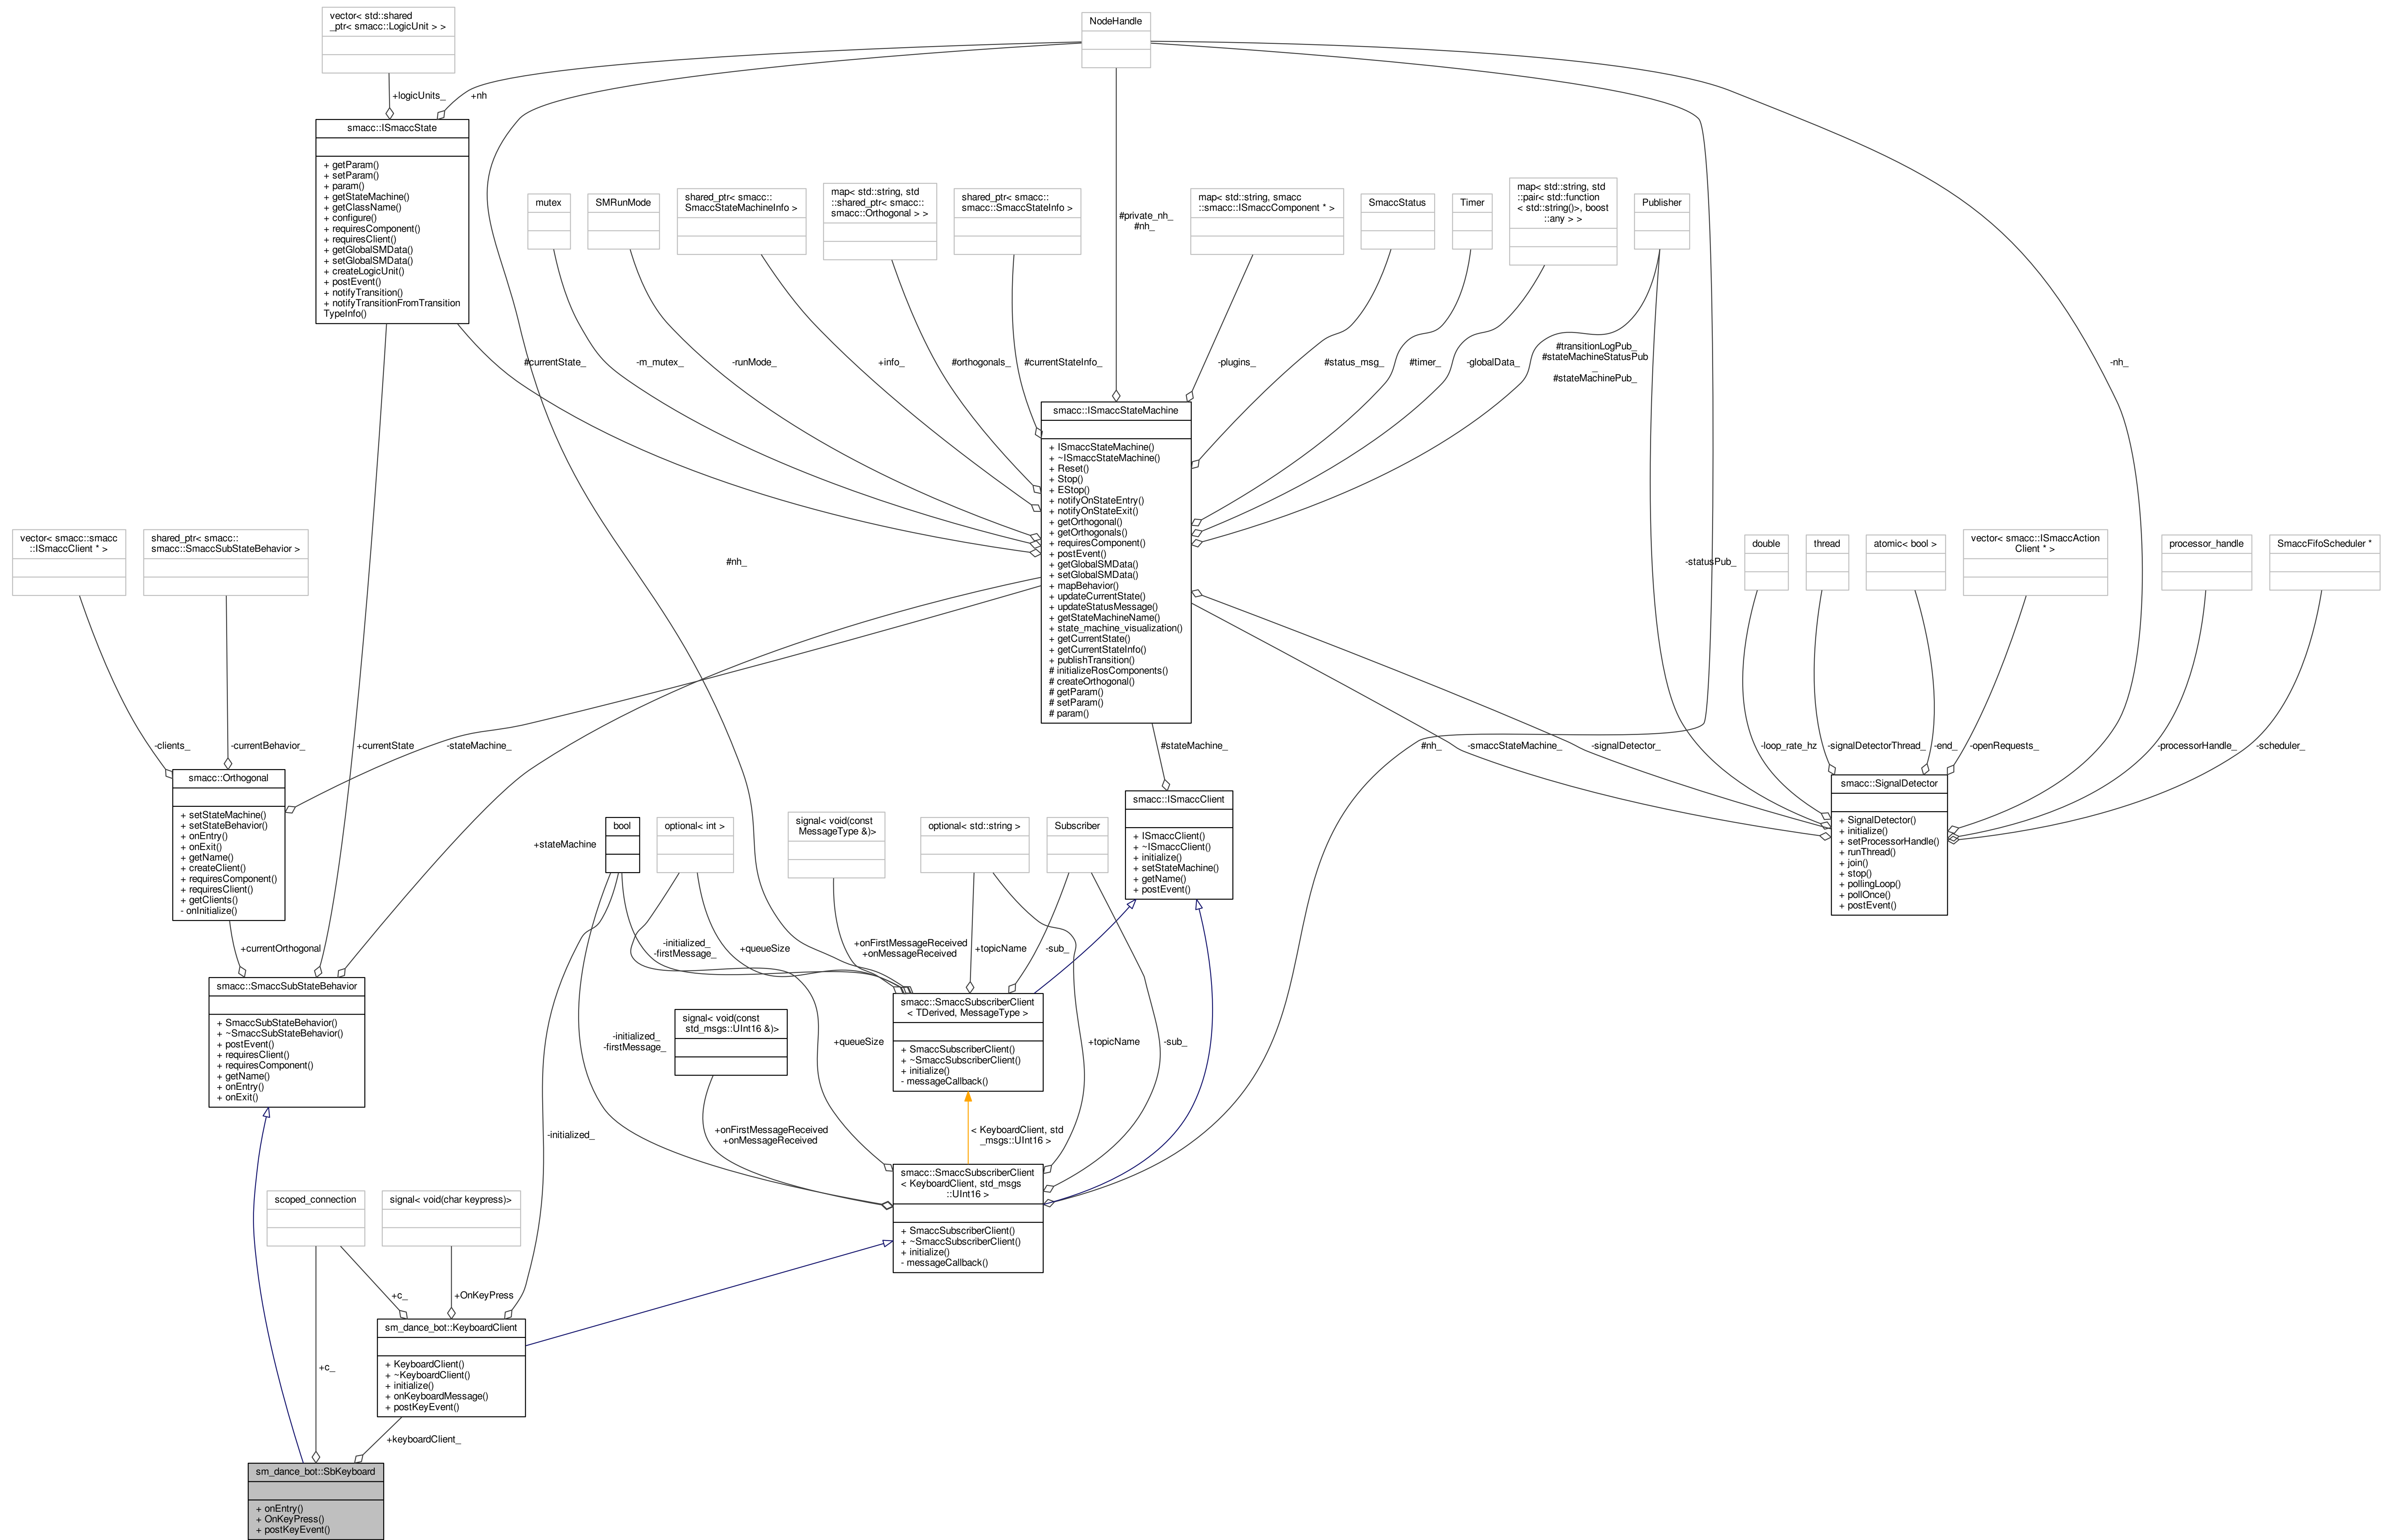 vector< std::shared
_ptr< smacc::LogicUnit > >
NodeHandle
+logicUnits_
+nh
smacc::ISmaccState
+ getParam()
+ setParam()
+ param()
+ getStateMachine()
+ getClassName()
+ configure()
+ requiresComponent()
+ requiresClient()
+ getGlobalSMData()
+ setGlobalSMData()
+ createLogicUnit()
+ postEvent()
+ notifyTransition()
+ notifyTransitionFromTransition
TypeInfo()
mutex
SMRunMode
shared_ptr< smacc::
SmaccStateMachineInfo >
map< std::string, std
::shared_ptr< smacc::
smacc::Orthogonal > >
shared_ptr< smacc::
smacc::SmaccStateInfo >
#private_nh_
#nh_
map< std::string, smacc
::smacc::ISmaccComponent * >
SmaccStatus
Timer
map< std::string, std
::pair< std::function
< std::string()>, boost
::any > >
Publisher
#currentState_
-m_mutex_
-runMode_
+info_
#orthogonals_
#currentStateInfo_
-plugins_
#status_msg_
#timer_
-globalData_
#transitionLogPub_
#stateMachineStatusPub
_
#stateMachinePub_
-nh_
smacc::ISmaccStateMachine
+ ISmaccStateMachine()
+ ~ISmaccStateMachine()
+ Reset()
+ Stop()
+ EStop()
+ notifyOnStateEntry()
+ notifyOnStateExit()
+ getOrthogonal()
+ getOrthogonals()
+ requiresComponent()
+ postEvent()
+ getGlobalSMData()
+ setGlobalSMData()
+ mapBehavior()
+ updateCurrentState()
+ updateStatusMessage()
+ getStateMachineName()
+ state_machine_visualization()
+ getCurrentState()
+ getCurrentStateInfo()
+ publishTransition()
# initializeRosComponents()
# createOrthogonal()
# getParam()
# setParam()
# param()
vector< smacc::smacc
::ISmaccClient * >
shared_ptr< smacc::
smacc::SmaccSubStateBehavior >
#nh_
-statusPub_
double
thread
atomic< bool >
vector< smacc::ISmaccAction
Client * >
processor_handle
SmaccFifoScheduler *
-clients_
-currentBehavior_
+currentState
-stateMachine_
#stateMachine_
#nh_
-smaccStateMachine_
-signalDetector_
-loop_rate_hz
-signalDetectorThread_
-end_
-openRequests_
-processorHandle_
-scheduler_
smacc::Orthogonal
+ setStateMachine()
+ setStateBehavior()
+ onEntry()
+ onExit()
+ getName()
+ createClient()
+ requiresComponent()
+ requiresClient()
+ getClients()
- onInitialize()
+stateMachine
bool
optional< int >
signal< void(const
MessageType &)>
optional< std::string >
Subscriber
smacc::ISmaccClient
+ ISmaccClient()
+ ~ISmaccClient()
+ initialize()
+ setStateMachine()
+ getName()
+ postEvent()
smacc::SignalDetector
+ SignalDetector()
+ initialize()
+ setProcessorHandle()
+ runThread()
+ join()
+ stop()
+ pollingLoop()
+ pollOnce()
+ postEvent()
+currentOrthogonal
-initialized_
-firstMessage_
+queueSize
+onFirstMessageReceived
+onMessageReceived
+topicName
-sub_
smacc::SmaccSubStateBehavior
+ SmaccSubStateBehavior()
+ ~SmaccSubStateBehavior()
+ postEvent()
+ requiresClient()
+ requiresComponent()
+ getName()
+ onEntry()
+ onExit()
smacc::SmaccSubscriberClient
< TDerived, MessageType >
+ SmaccSubscriberClient()
+ ~SmaccSubscriberClient()
+ initialize()
- messageCallback()
signal< void(const
std_msgs::UInt16 &)>
-initialized_
-firstMessage_
+queueSize
+topicName
-sub_
-initialized_
+onFirstMessageReceived
+onMessageReceived
< KeyboardClient, std
_msgs::UInt16 >
smacc::SmaccSubscriberClient
< KeyboardClient, std_msgs
::UInt16 >
+ SmaccSubscriberClient()
+ ~SmaccSubscriberClient()
+ initialize()
- messageCallback()
scoped_connection
signal< void(char keypress)>
+c_
+OnKeyPress
sm_dance_bot::KeyboardClient
+ KeyboardClient()
+ ~KeyboardClient()
+ initialize()
+ onKeyboardMessage()
+ postKeyEvent()
+c_
+keyboardClient_
sm_dance_bot::SbKeyboard
+ onEntry()
+ OnKeyPress()
+ postKeyEvent()